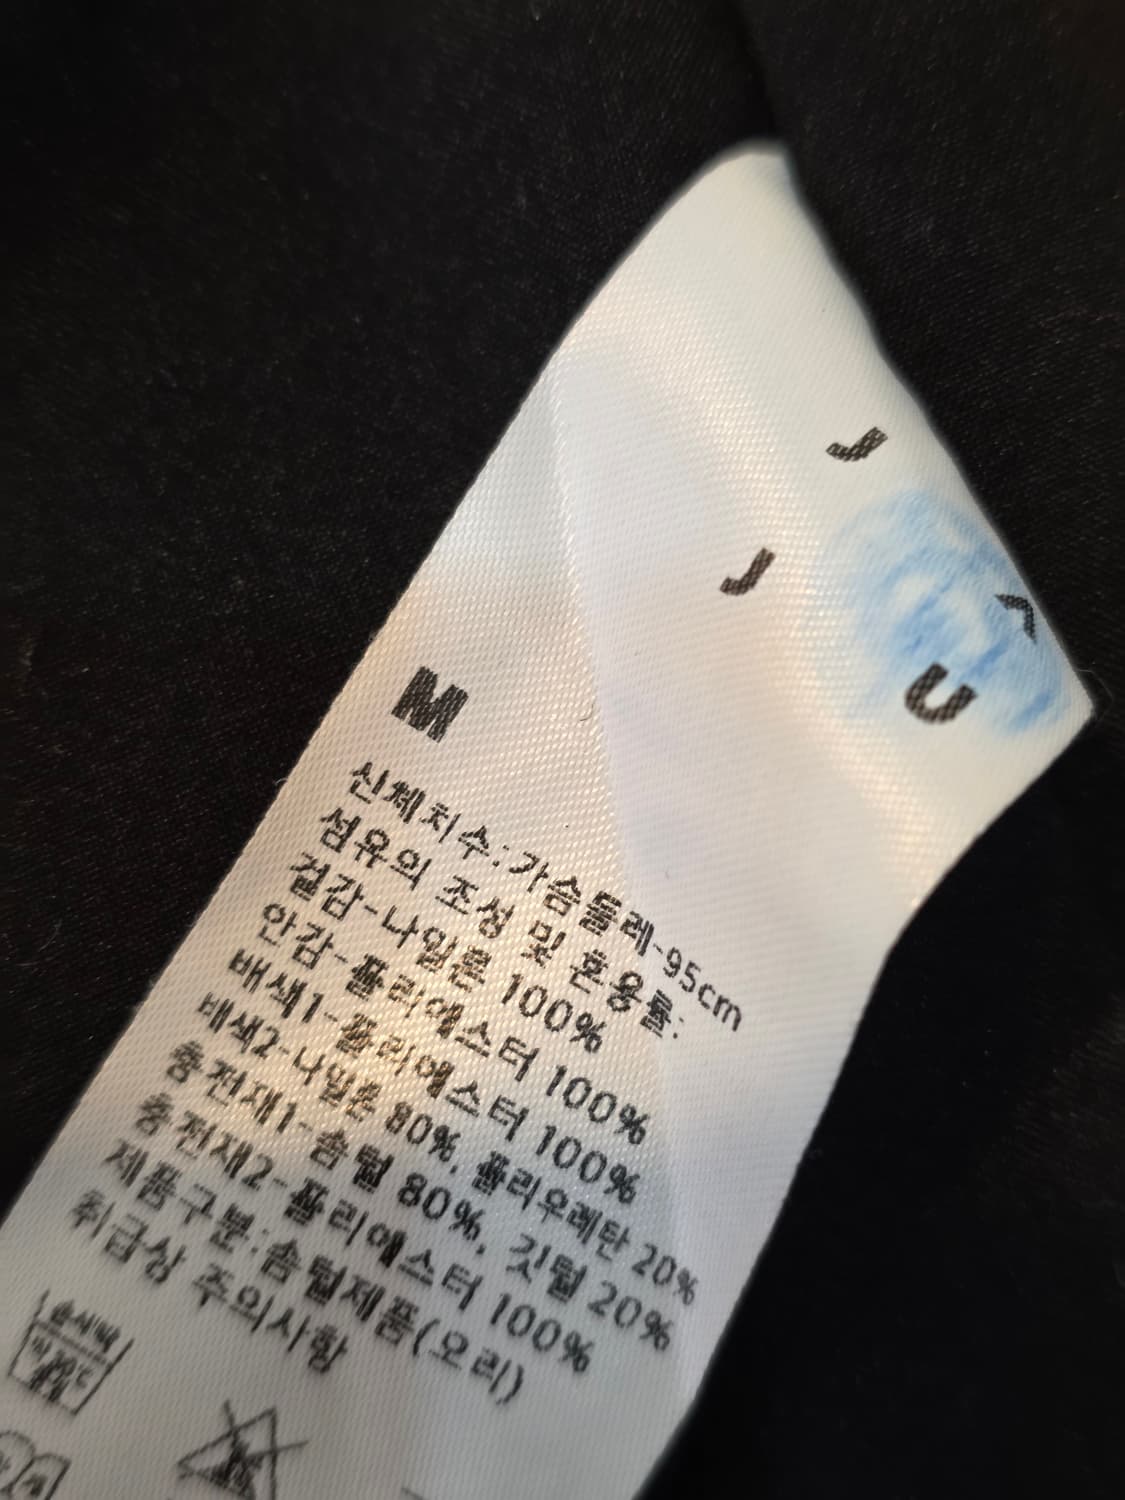 M
신체치수:가슴둘레-95cm
섬유의 조성 및 혼용률:
겉감-나일론 100%
안감-폴리에스터 100%
배색1-폴리에스터 100%
배색2-나일론 80%, 폴리우레탄 20%
충전재1-솜털 80%, 깃털 20%
충전재2-폴리에스터 100%
제품구분:솜털제품(오리)
취급상 주의사항
손세탁